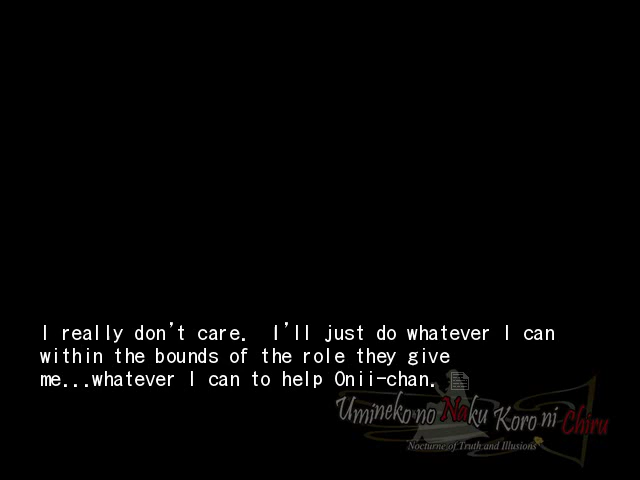 I really don't care.  I'll just do whatever I can
within the bounds of the role they give
me...whatever I can to help Onii-chan.
Umineko no Naku Koro ni Chiru
Nocturne of Truth and Illusions